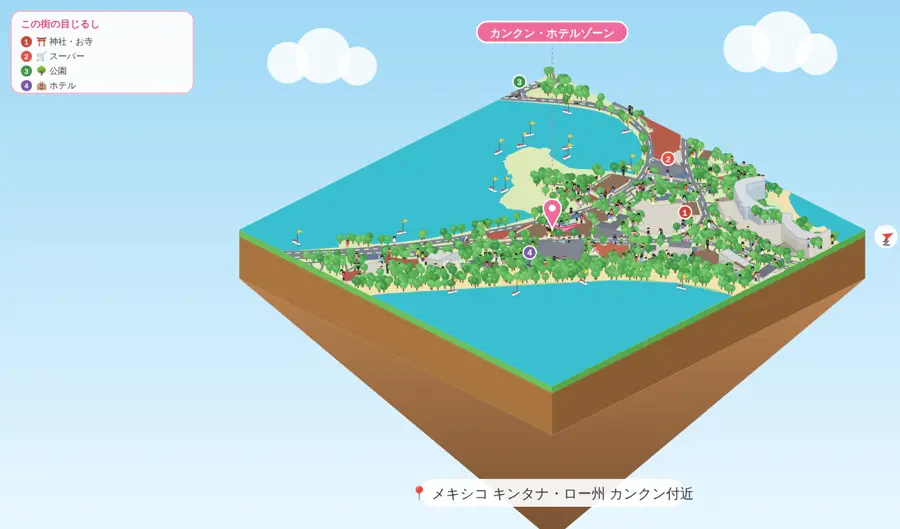 この街の目じるし
1 神社・お寺
2 スーパー
3 公園
4 ホテル
カンクン・ホテルゾーン
3
2
1
4
メキシコ キンタナ・ロー州 カンクン付近